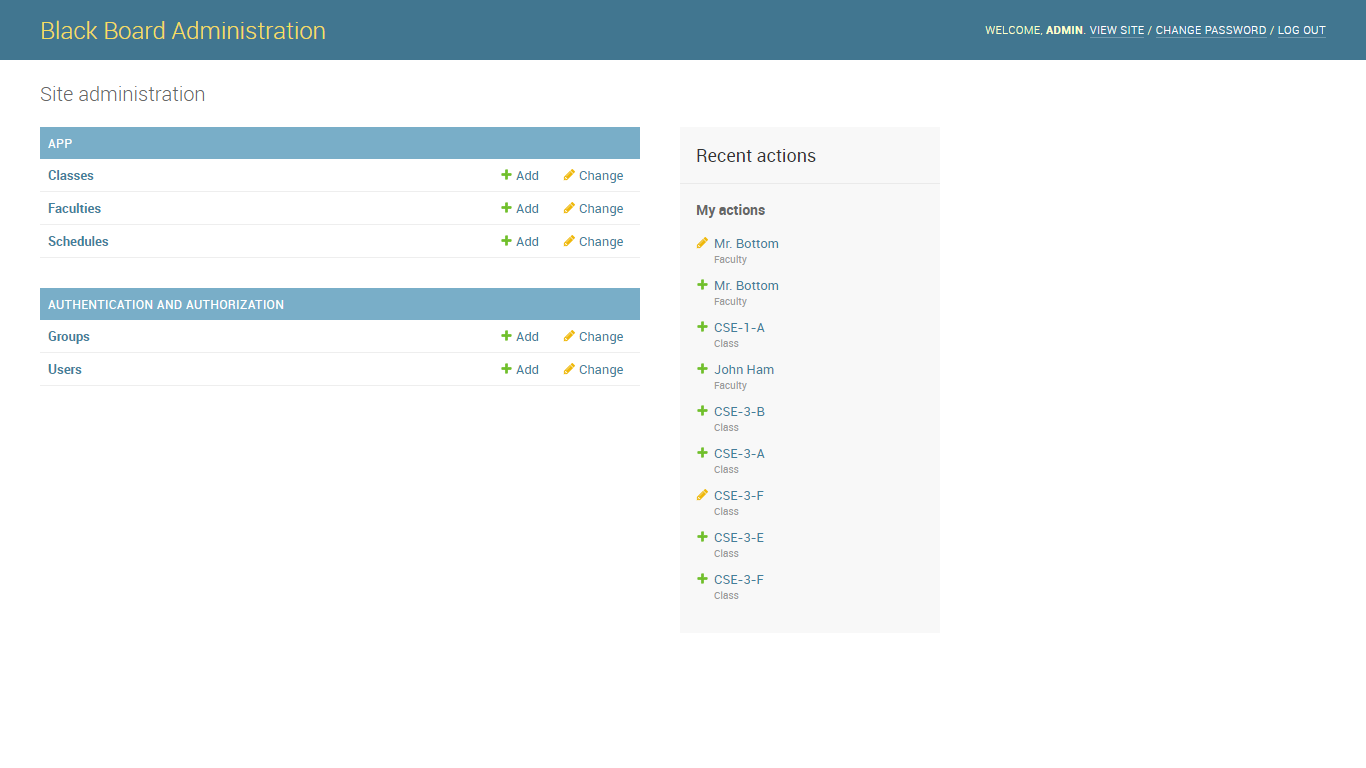 Black Board Administration
WELCOME, ADMIN. VIEW SITE / CHANGE PASSWORD / LOG OUT
Site administration
APP
Classes Add Change
Faculties Add Change
Schedules Add Change
AUTHENTICATION AND AUTHORIZATION
Groups Add Change
Users Add Change
Recent actions
My actions
Mr. Bottom
Faculty
Mr. Bottom
Faculty
CSE-1-A
Class
John Ham
Faculty
CSE-3-B
Class
CSE-3-A
Class
CSE-3-F
Class
CSE-3-E
Class
CSE-3-F
Class